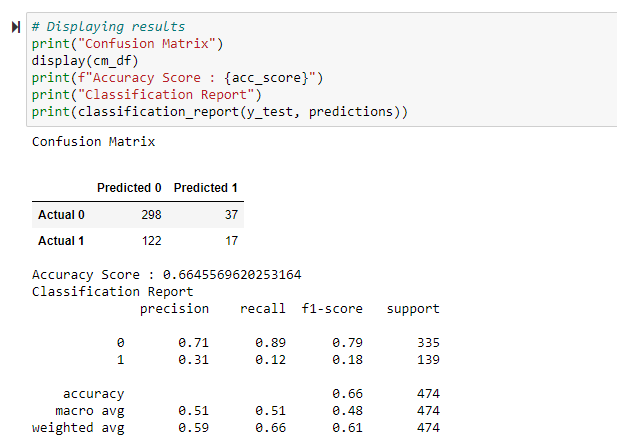 # Displaying results
print("Confusion Matrix")
display(cm_df)
print(f"Accuracy Score : {acc_score}")
print("Classification Report")
print(classification_report(y_test, predictions))
Confusion Matrix
Predicted 0 Predicted 1
Actual 0 298 37
Actual 1 122 17
Accuracy Score : 0.6645569620253164
Classification Report
precision recall f1-score support
0 0.71 0.89 0.79 335
1 0.31 0.12 0.18 139
accuracy 0.66 474
macro avg 0.51 0.51 0.48 474
weighted avg 0.59 0.66 0.61 474